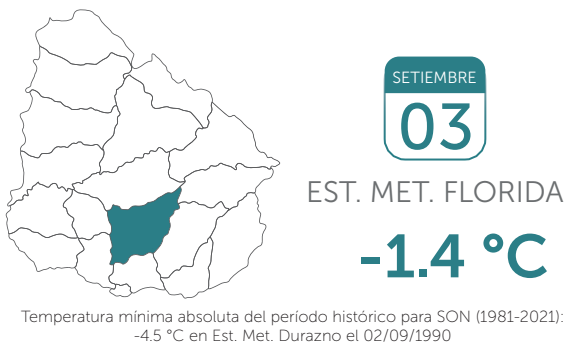 SETIEMBRE
03
EST. MET. FLORIDA
-1.4 °C
Temperatura mínima absoluta del período histórico para SON (1981-2021):
-4.5 °C en Est. Met. Durazno el 02/09/1990